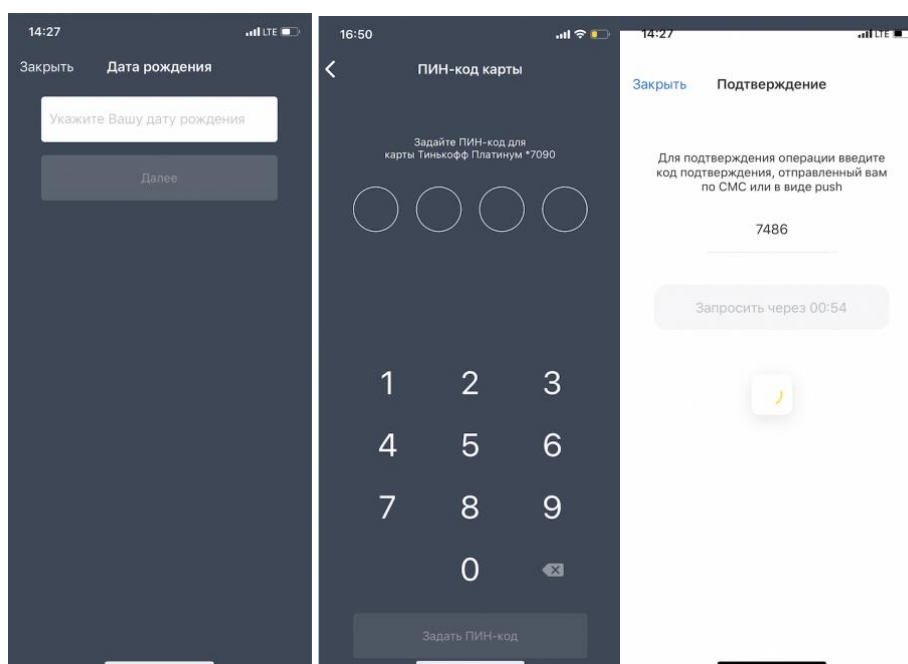 14:27
LTE
Закрыть Дата рождения
Укажите Вашу дату рождения
Далее
16:50
ПИН-код карты
Задайте ПИН-код для
карты Тинькофф Платинум *7090
1 2 3
4 5 6
7 8 9
0
Задать ПИН-код
14:27
LTE
Закрыть Подтверждение
Для подтверждения операции введите
код подтверждения, отправленный вам
по СМС или в виде push
7486
Запросить через 00:54